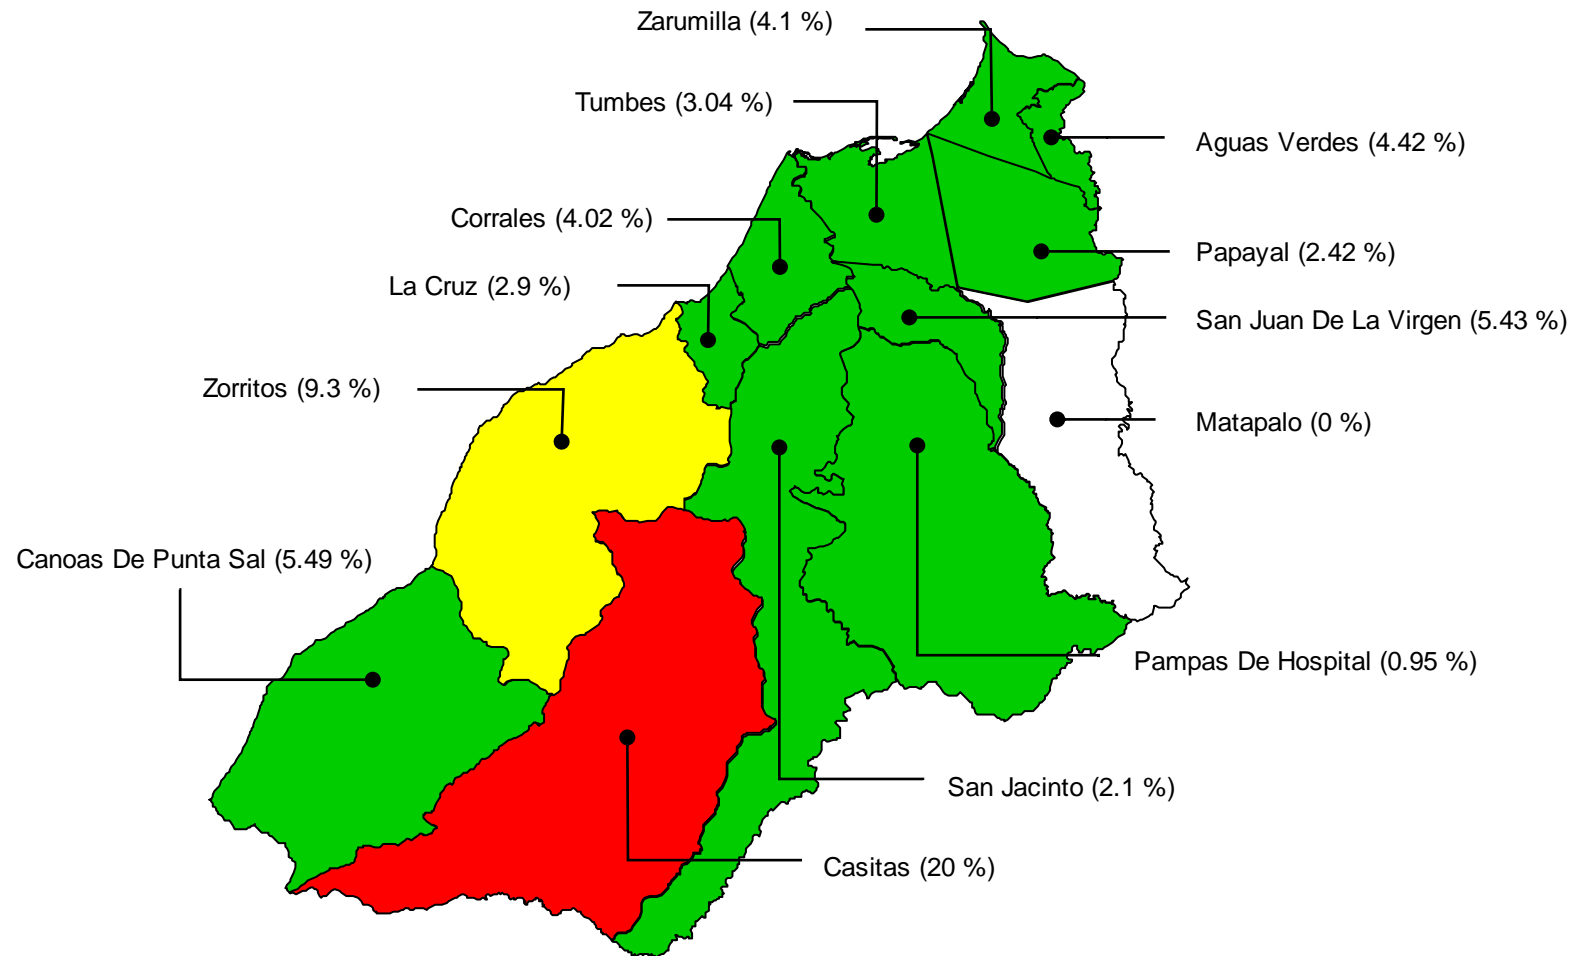 Zarumilla (4.1 %)
Tumbes (3.04 %)
Aguas Verdes (4.42 %)
Corrales (4.02 %)
Papayal (2.42 %)
La Cruz (2.9 %)
San Juan De La Virgen (5.43 %)
Zorritos (9.3 %)
Matapalo (0 %)
Canoas De Punta Sal (5.49 %)
Pampas De Hospital (0.95 %)
San Jacinto (2.1 %)
Casitas (20 %)